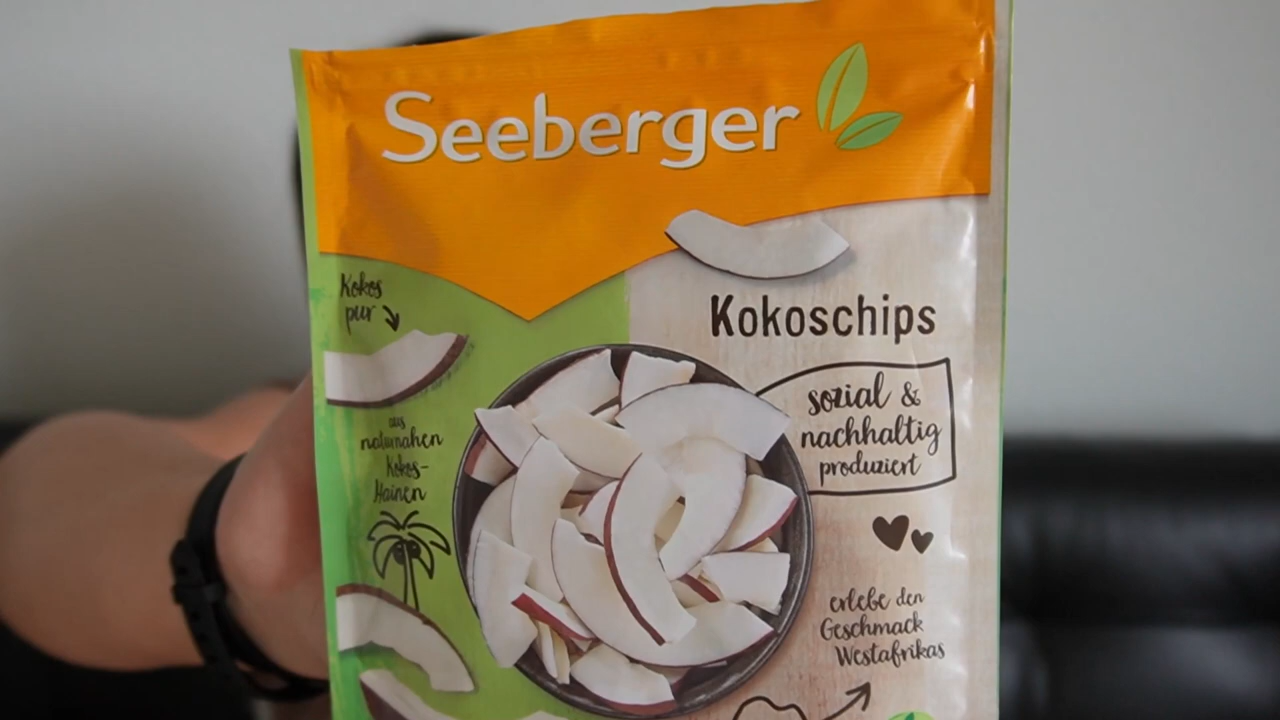 Seeberger
Kokoschips
Kokos
pur
sozial &
nachhaltig
produziert
aus
naturnahen
Kokos-
Hainen
erlebe den
Geschmack
Westafrikas